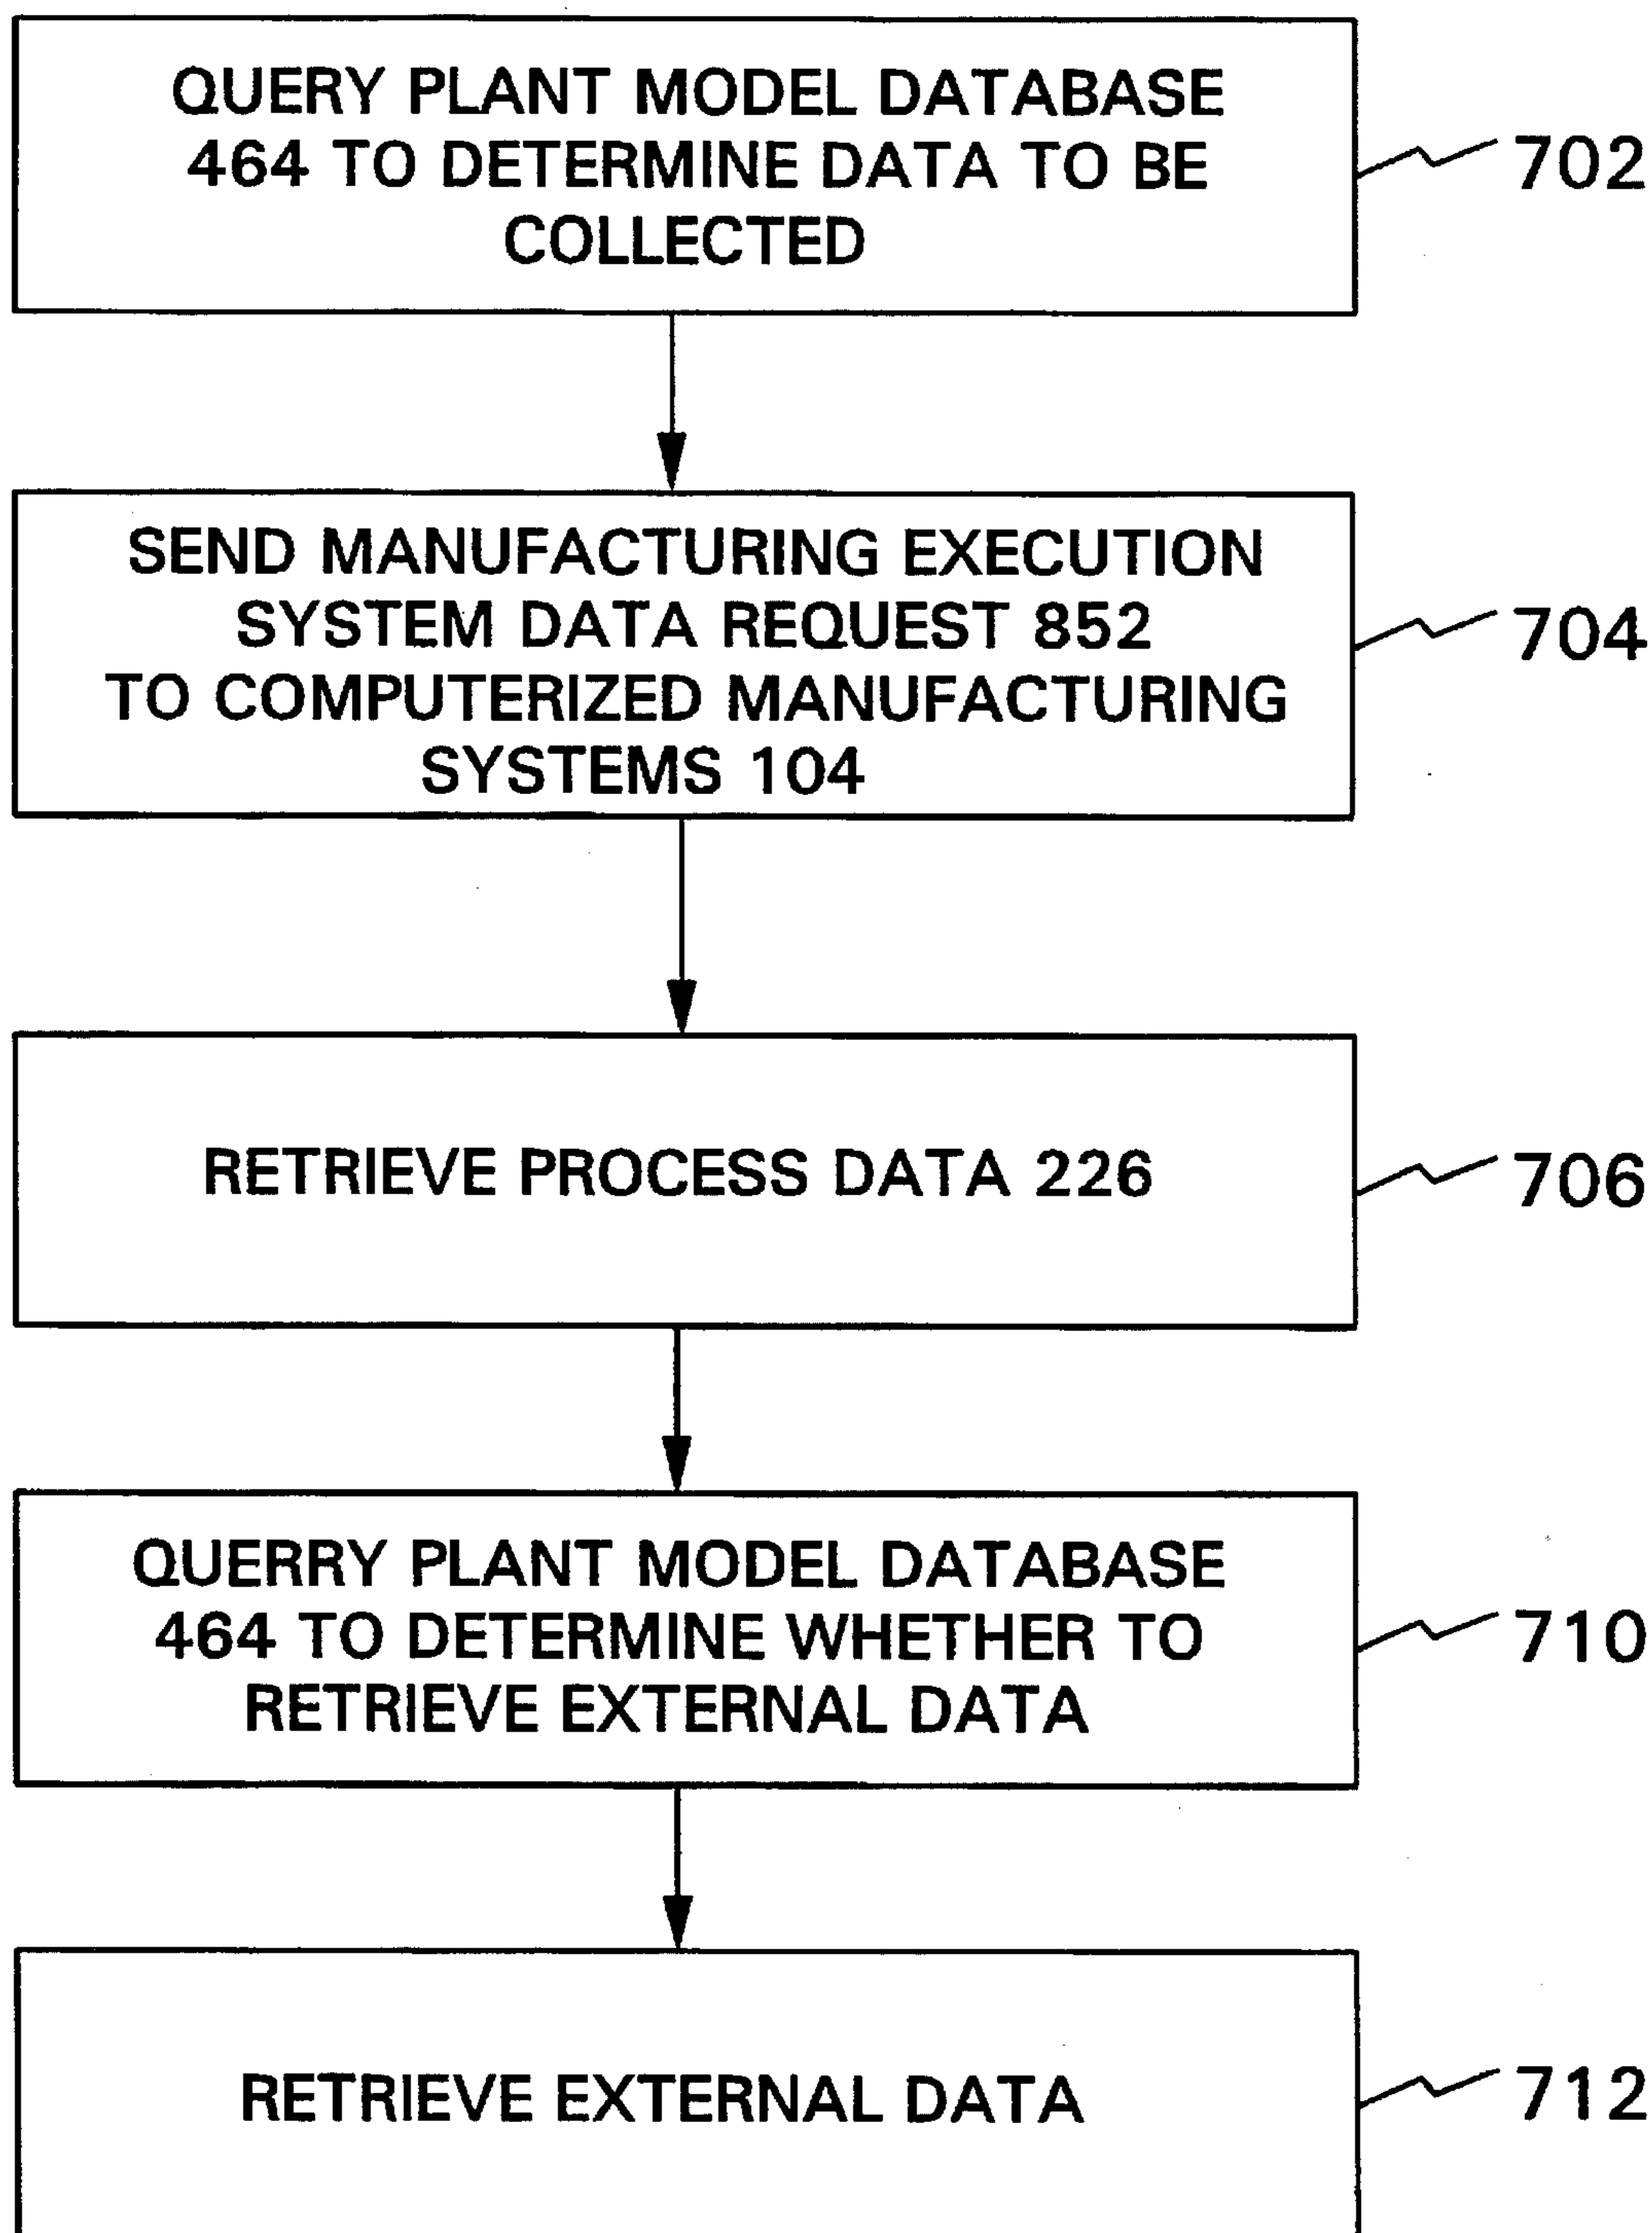 QUERY PLANT MODEL DATABASE
464 TO DETERMINE DATA TO BE
COLLECTED
702
SEND MANUFACTURING EXECUTION
SYSTEM DATA REQUEST 852
TO COMPUTERIZED MANUFACTURING
SYSTEMS 104
704
RETRIEVE PROCESS DATA 226
706
QUERRY PLANT MODEL DATABASE
464 TO DETERMINE WHETHER TO
RETRIEVE EXTERNAL DATA
710
RETRIEVE EXTERNAL DATA
712